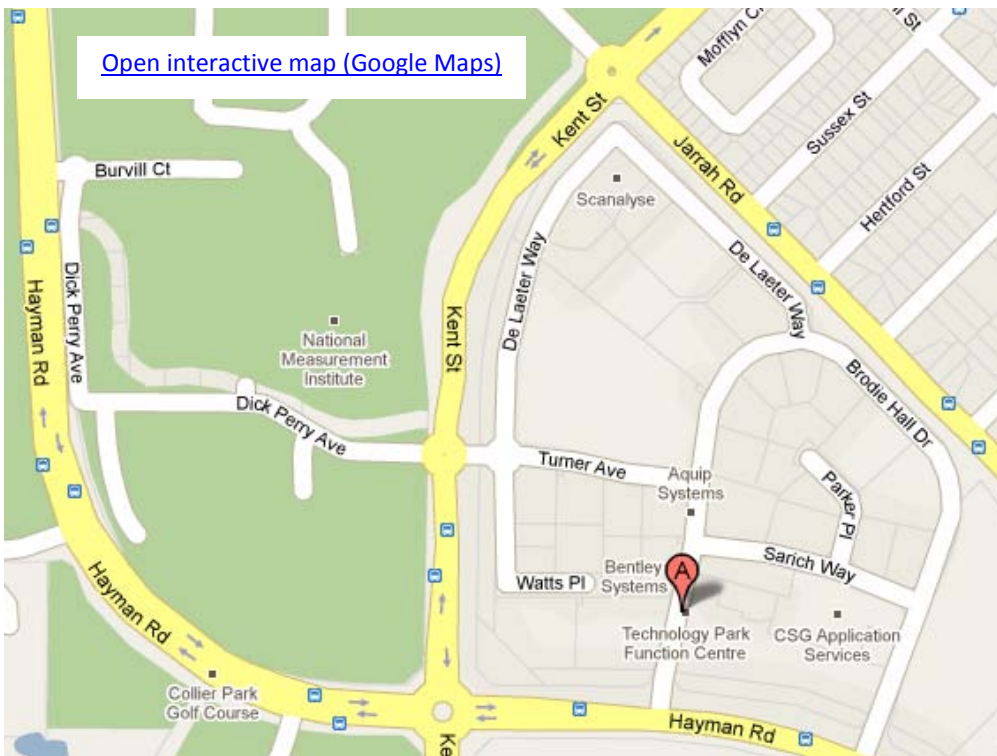 Open interactive map (Google Maps)
Mofflyn
St
Kent St
Sussex St
Burvill Ct
Jarrah Rd
Hertford St
Scanalyse
De Laeter Way
De Laeter Way
Dick Perry Ave
Hayman Rd
Kent St
National
Measurement
Institute
Brodie Hall Dr
Dick Perry Ave
Turner Ave
Aquip
Systems
Parker Pl
Sarich Way
Bentley
Systems
A
Watts Pl
Hayman Rd
Technology Park
Function Centre
CSG Application
Services
Collier Park
Golf Course
Hayman Rd